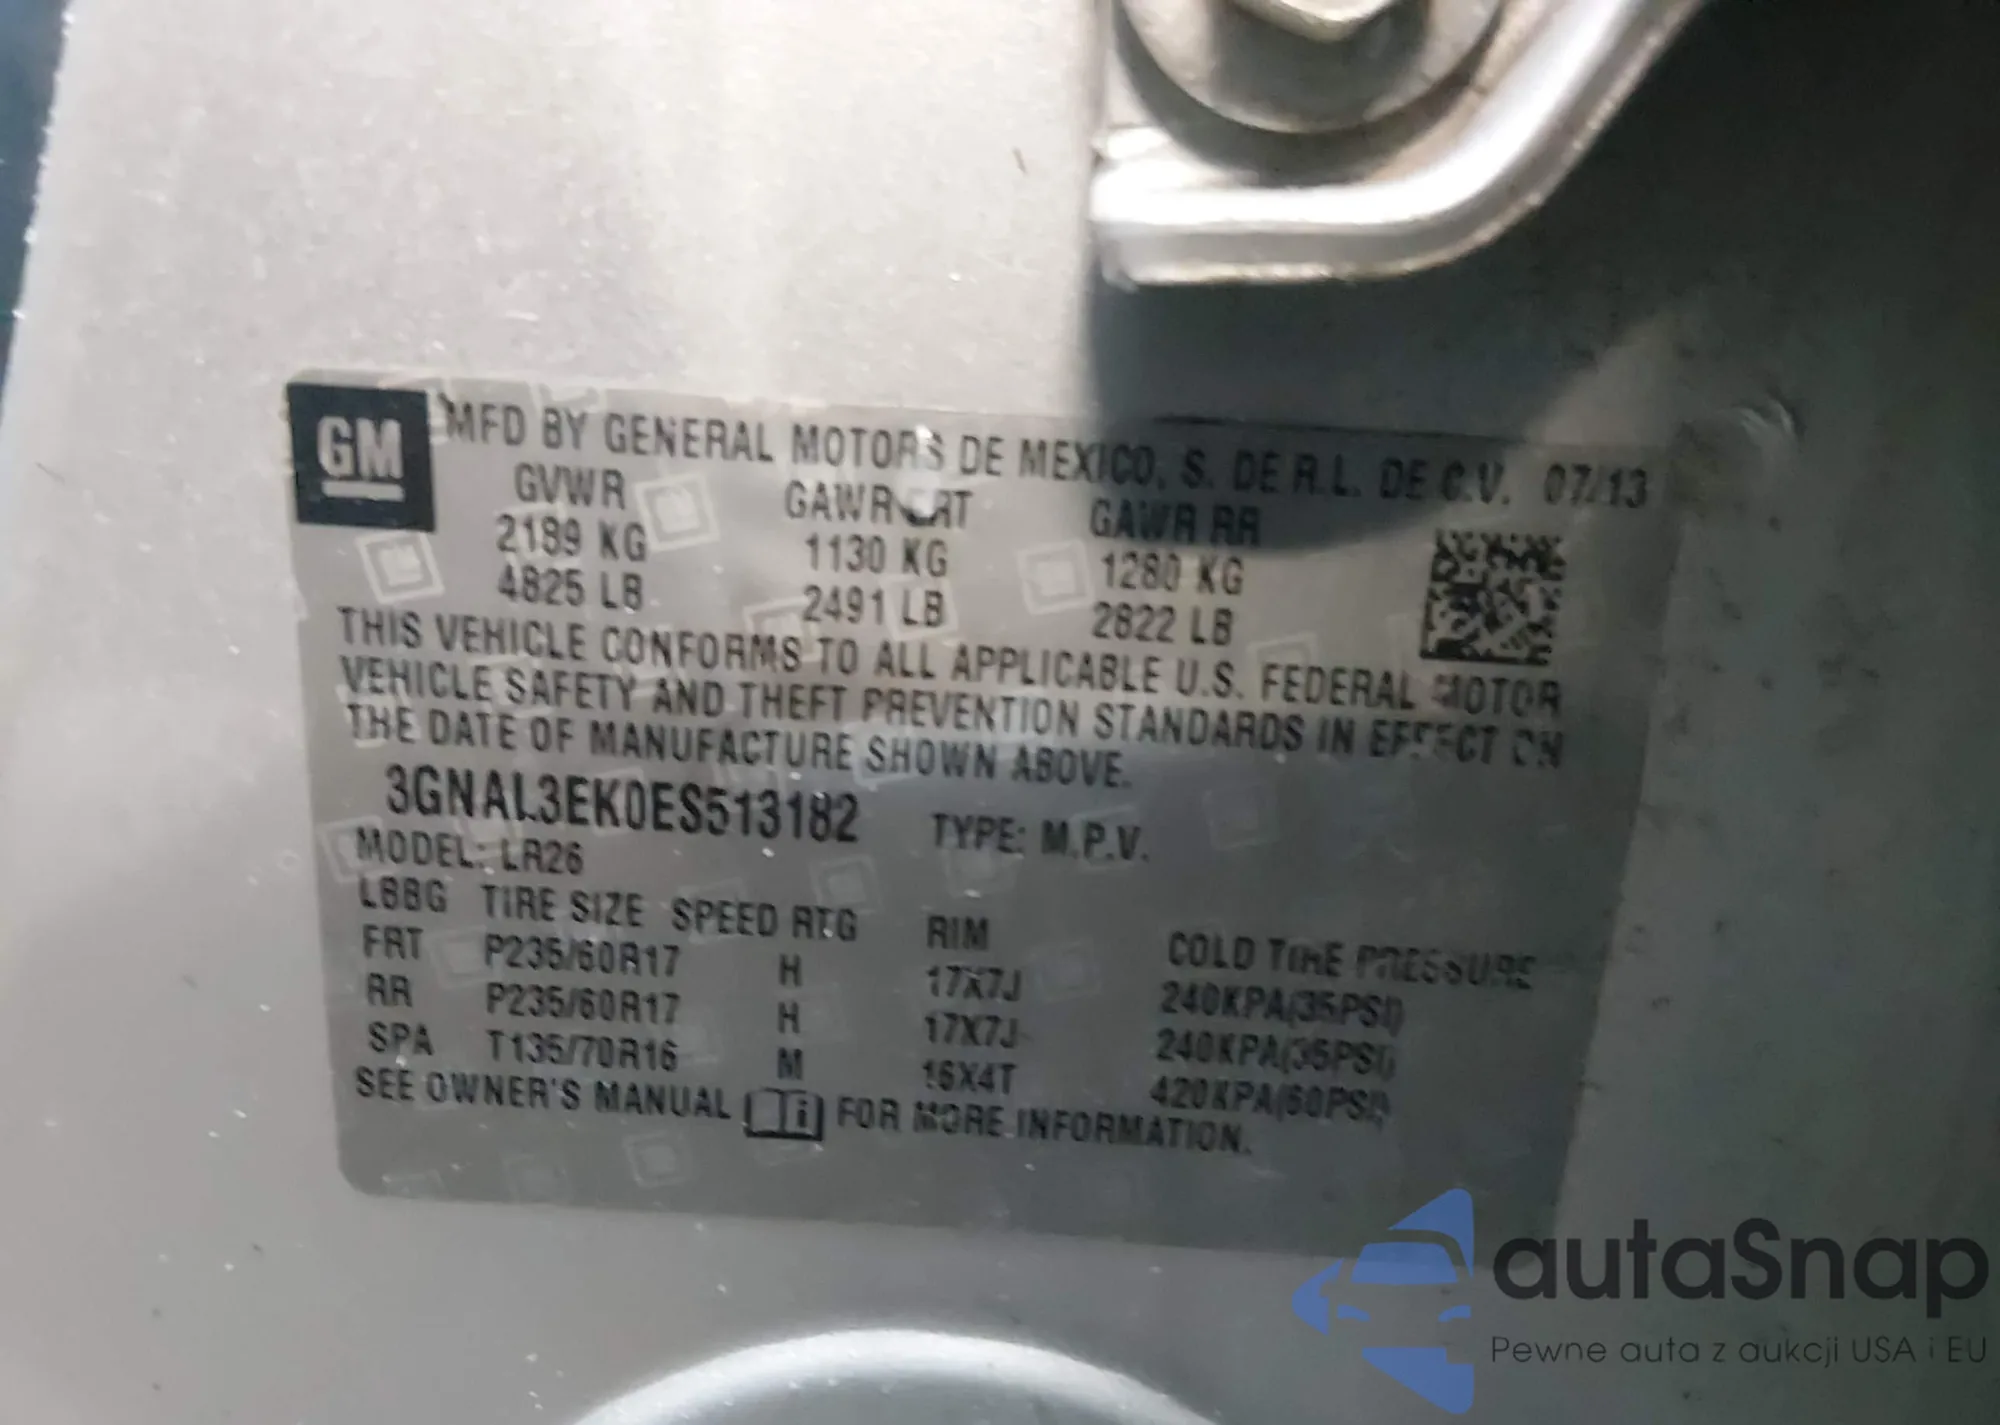 GM
MFD BY GENERAL MOTORS DE MEXICO, S. DE R.L. DE C.V. 07/13
GVWR GAWR FRT GAWR RR
2189 KG 1130 KG 1280 KG
4825 LB 2491 LB 2822 LB
THIS VEHICLE CONFORMS TO ALL APPLICABLE U.S. FEDERAL MOTOR
VEHICLE SAFETY AND THEFT PREVENTION STANDARDS IN EFFECT ON
THE DATE OF MANUFACTURE SHOWN ABOVE.
3GNAL3EK0ES513182 TYPE: M.P.V.
MODEL: LR26
LBBG TIRE SIZE SPEED RTG RIM COLD TIRE PRESSURE
FRT P235/60R17 H 17X7J 240KPA(35PSI)
RR P235/60R17 H 17X7J 240KPA(35PSI)
SPA T135/70R16 M 16X4T 420KPA(60PSI)
SEE OWNER'S MANUAL FOR MORE INFORMATION.
autaSnap
Pewne auta z aukcji USA i EU